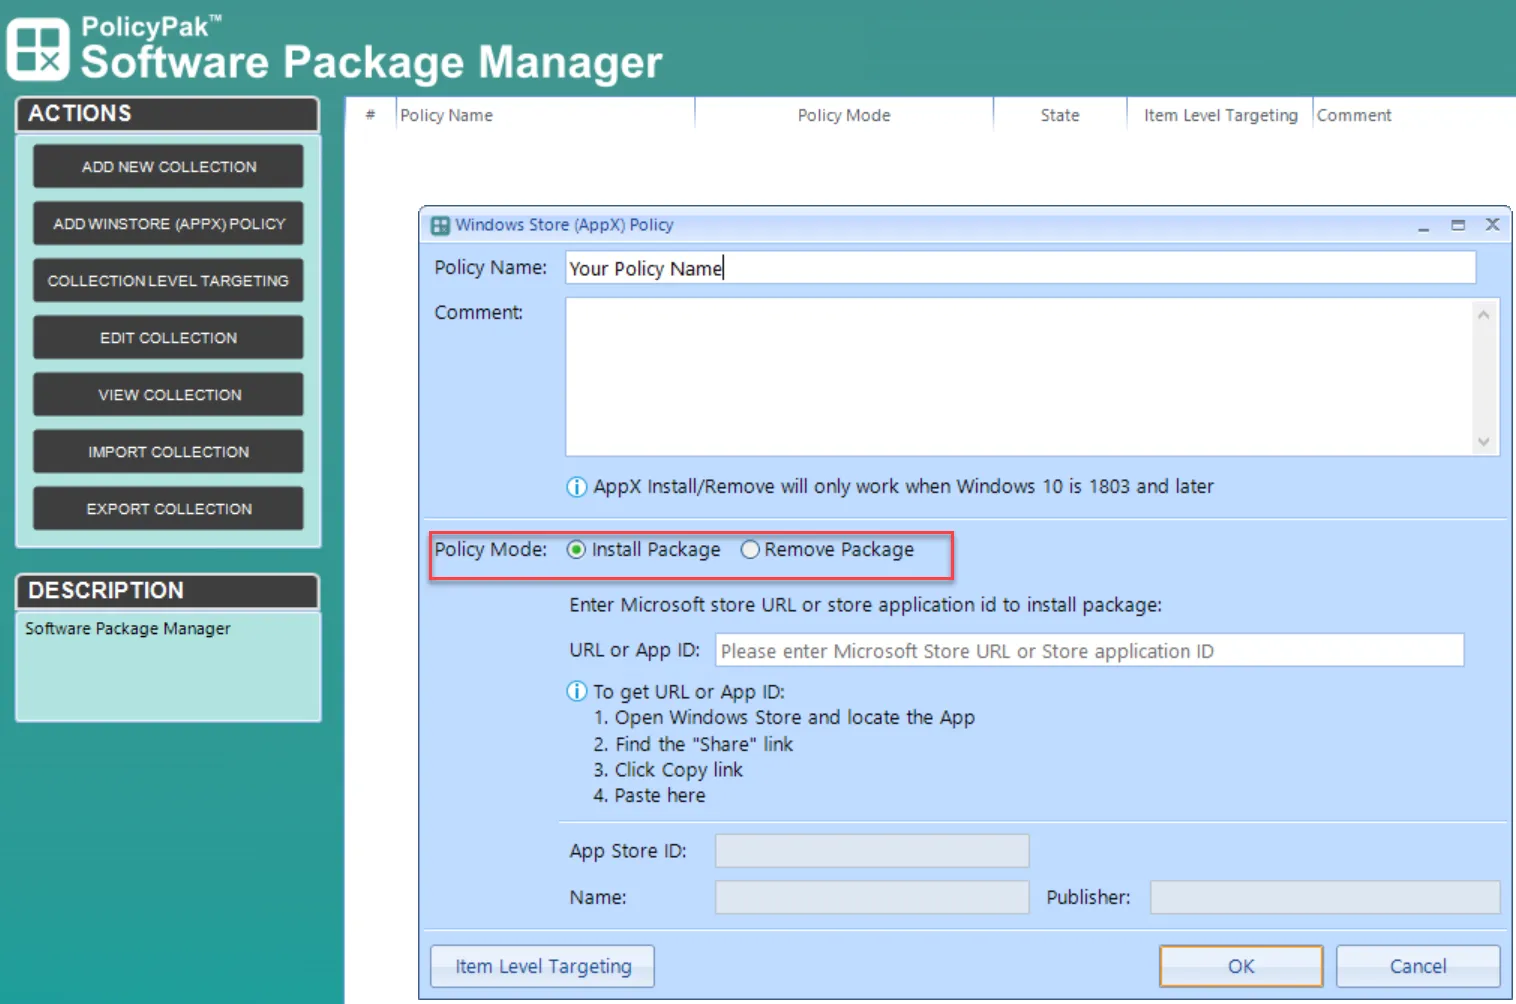 PolicyPak™
Software Package Manager
ACTIONS
ADD NEW COLLECTION
ADD WINSTORE (APPX) POLICY
COLLECTION LEVEL TARGETING
EDIT COLLECTION
VIEW COLLECTION
IMPORT COLLECTION
EXPORT COLLECTION
DESCRIPTION
Software Package Manager
# Policy Name Policy Mode State Item Level Targeting Comment
Windows Store (AppX) Policy
Policy Name: Your Policy Name
Comment:
AppX Install/Remove will only work when Windows 10 is 1803 and later
Policy Mode: Install Package Remove Package
Enter Microsoft store URL or store application id to install package:
URL or App ID: Please enter Microsoft Store URL or Store application ID
To get URL or App ID:
1. Open Windows Store and locate the App
2. Find the "Share" link
3. Click Copy link
4. Paste here
App Store ID:
Name: Publisher:
Item Level Targeting OK Cancel